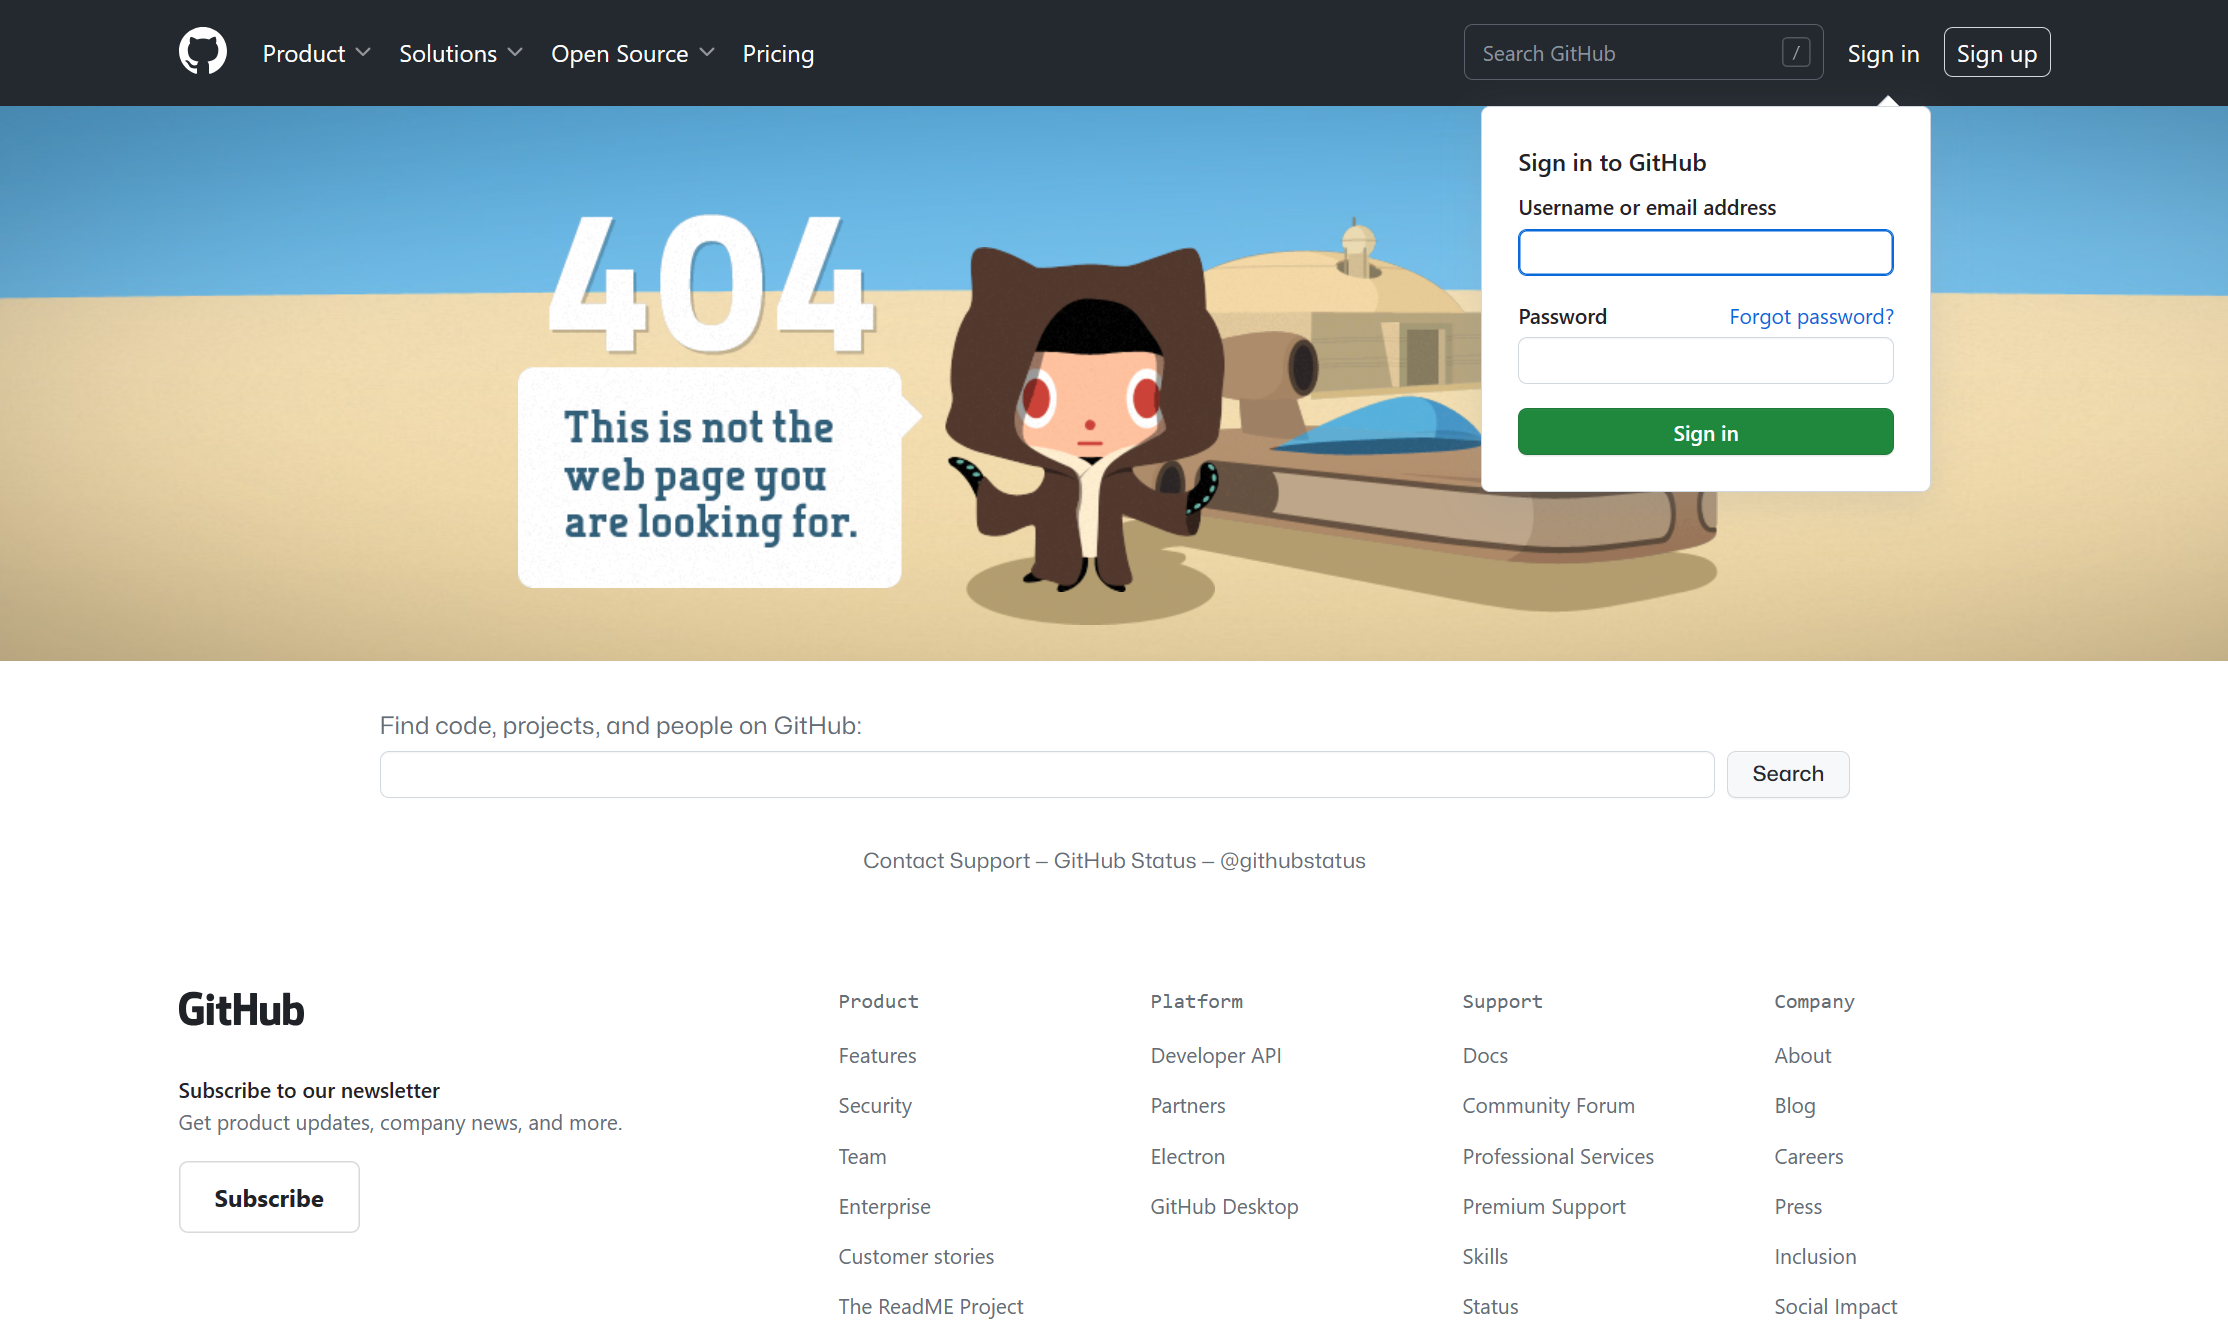 Product
Solutions
Open Source
Pricing
Search GitHub
/
Sign in
Sign up
Sign in to GitHub
Username or email address
Password
Forgot password?
Sign in
404
This is not the
web page you
are looking for.
Find code, projects, and people on GitHub:
Search
Contact Support — GitHub Status — @githubstatus
GitHub
Subscribe to our newsletter
Get product updates, company news, and more.
Subscribe
Product
Features
Security
Team
Enterprise
Customer stories
The ReadME Project
Platform
Developer API
Partners
Electron
GitHub Desktop
Support
Docs
Community Forum
Professional Services
Premium Support
Skills
Status
Company
About
Blog
Careers
Press
Inclusion
Social Impact